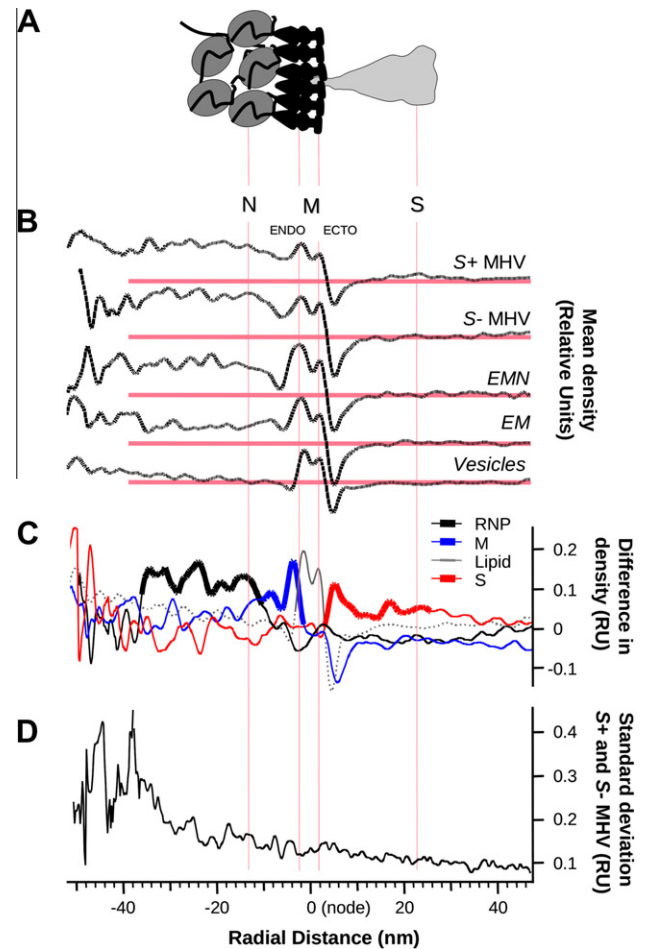 A
N M S
B
ENDO ECTO
S+ MHV
S- MHV
EMN
EM
Vesicles
Mean density
(Relative Units)
C
RNP
M
Lipid
S
0.2
0.1
0
-0.1
Difference in
density (RU)
D
0.4
0.3
0.2
0.1
Standard deviation
S+ and S- MHV (RU)
-40 -20 0 (node) 20 40
Radial Distance (nm)